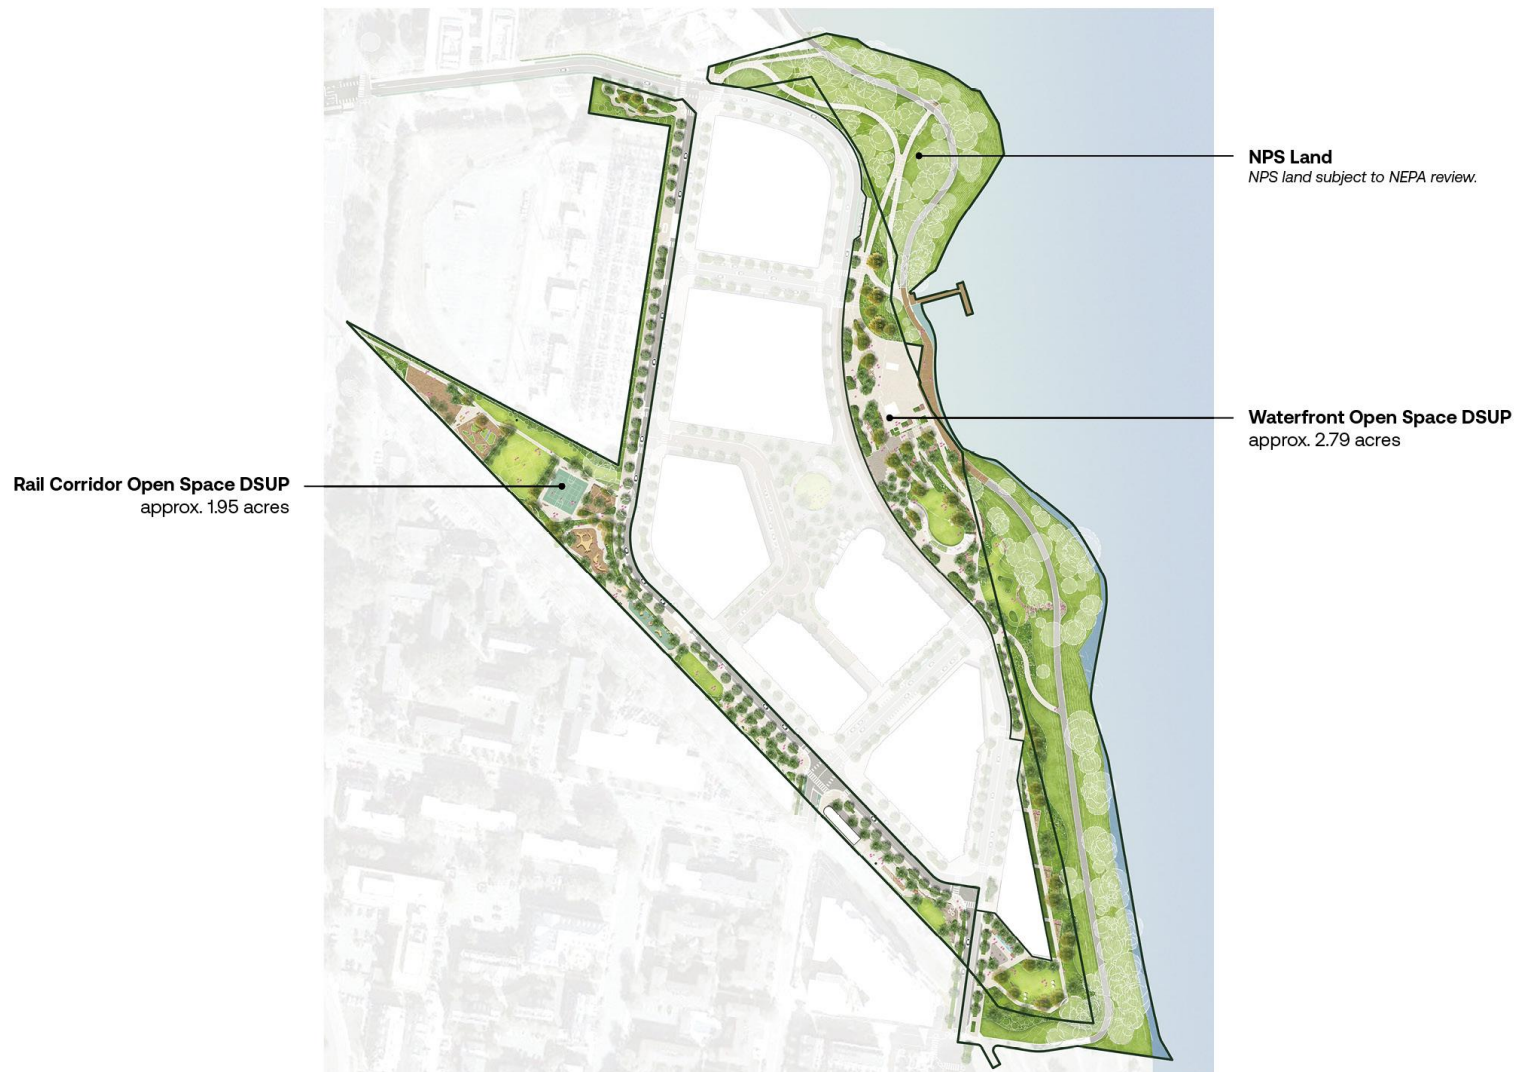 NPS Land
NPS land subject to NEPA review.
Waterfront Open Space DSUP
approx. 2.79 acres
Rail Corridor Open Space DSUP
approx. 1.95 acres